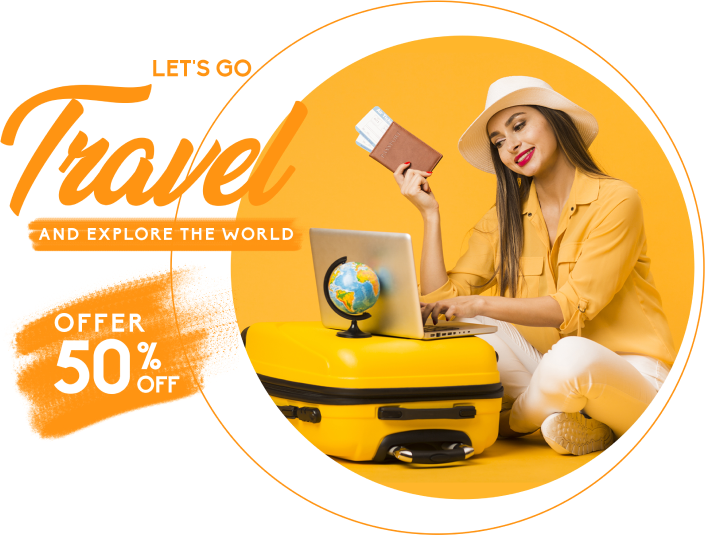 LET'S GO
Travel
AND EXPLORE THE WORLD
OFFER
50%
OFF